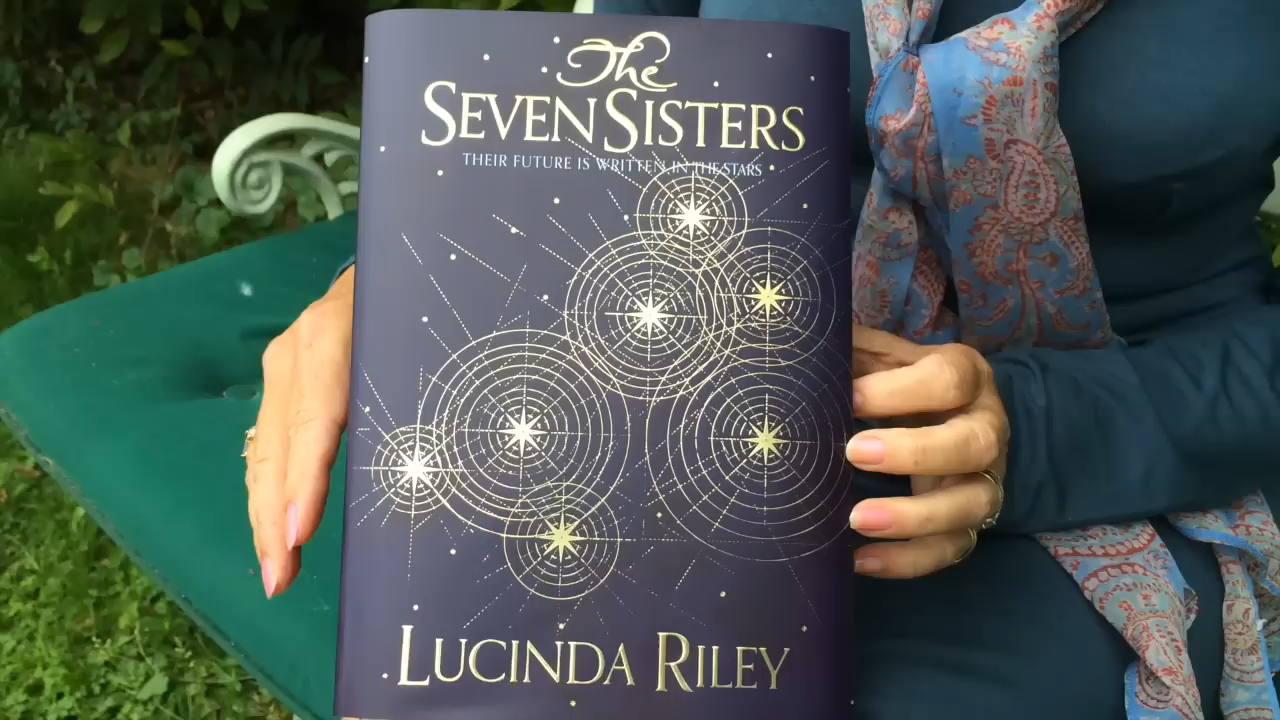 The
SEVEN SISTERS
THEIR FUTURE IS WRITTEN IN THE STARS
LUCINDA RILEY